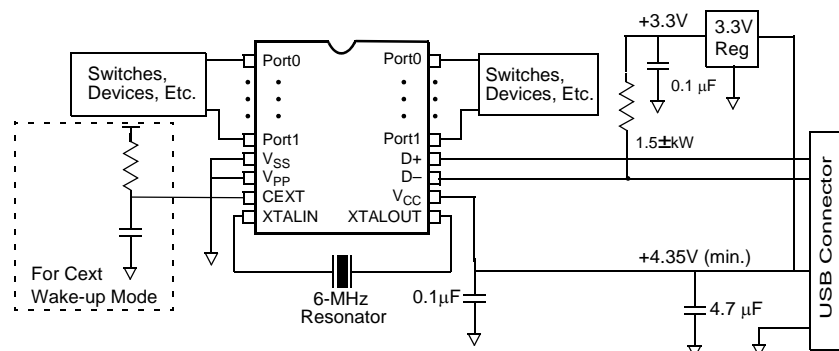 +3.3V
3.3V
Reg
0.1 µF
1.5±kW
Switches,
Devices, Etc.
Port0
Port1
VSS
VPP
CEXT
XTALIN
Port0
Port1
D+
D–
VCC
XTALOUT
Switches,
Devices, Etc.
For Cext
Wake-up Mode
6-MHz
Resonator
0.1µF
+4.35V (min.)
4.7 µF
USB Connector